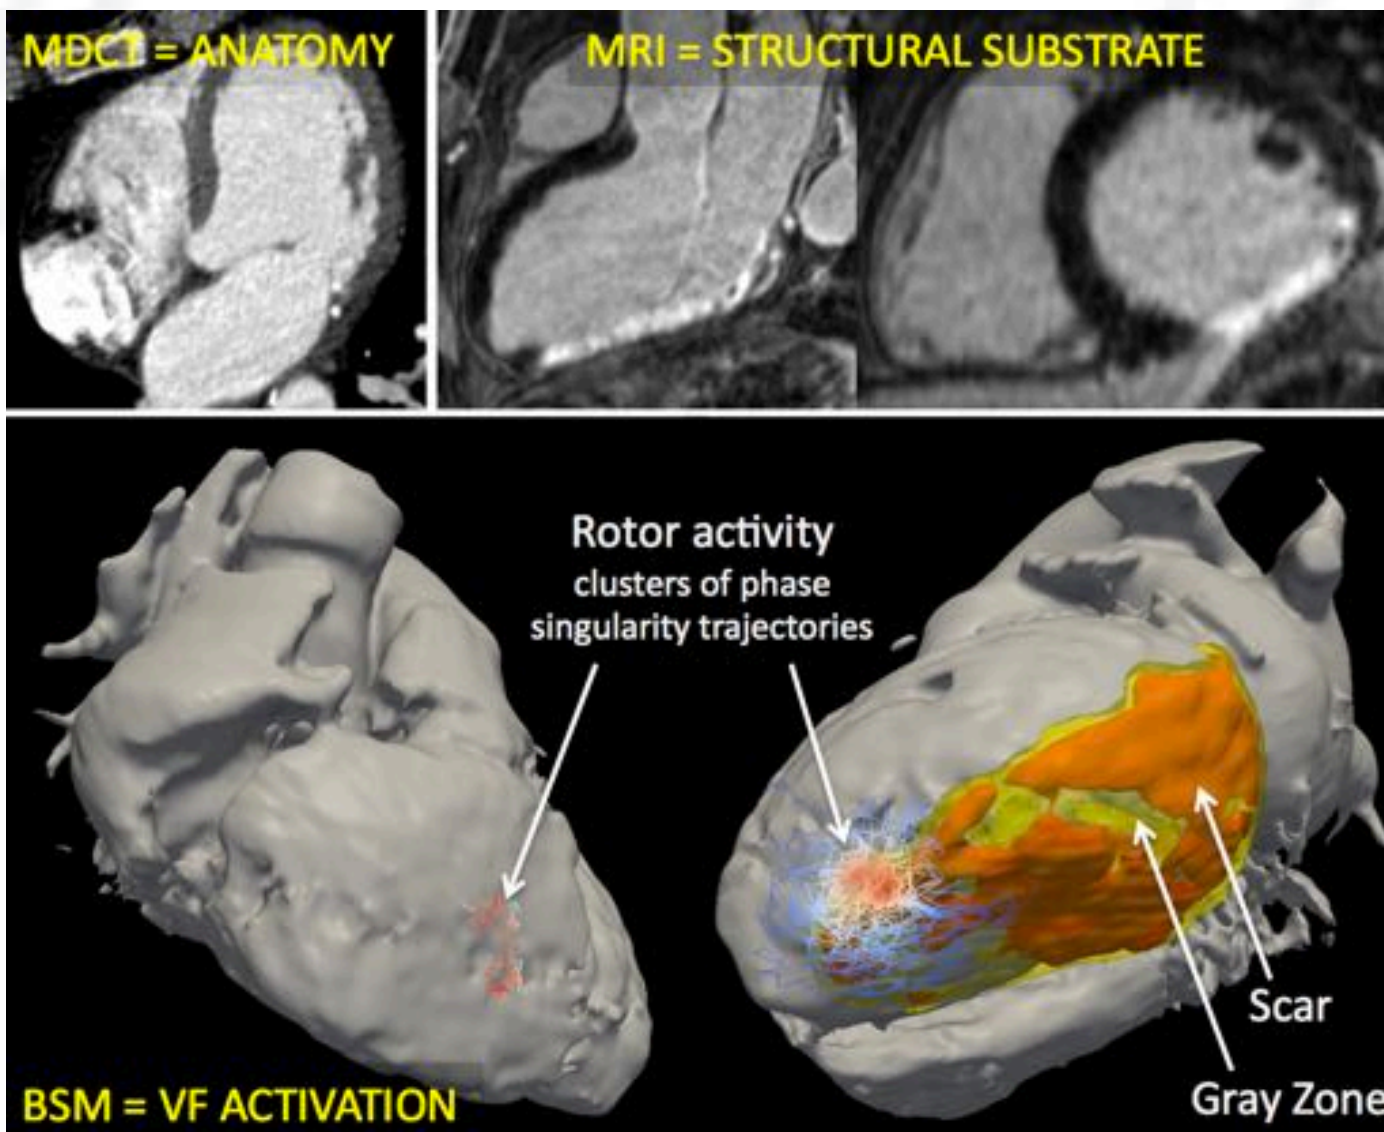 MDCT = ANATOMY
MRI = STRUCTURAL SUBSTRATE
Rotor activity
clusters of phase
singularity trajectories
Scar
Gray Zone
BSM = VF ACTIVATION